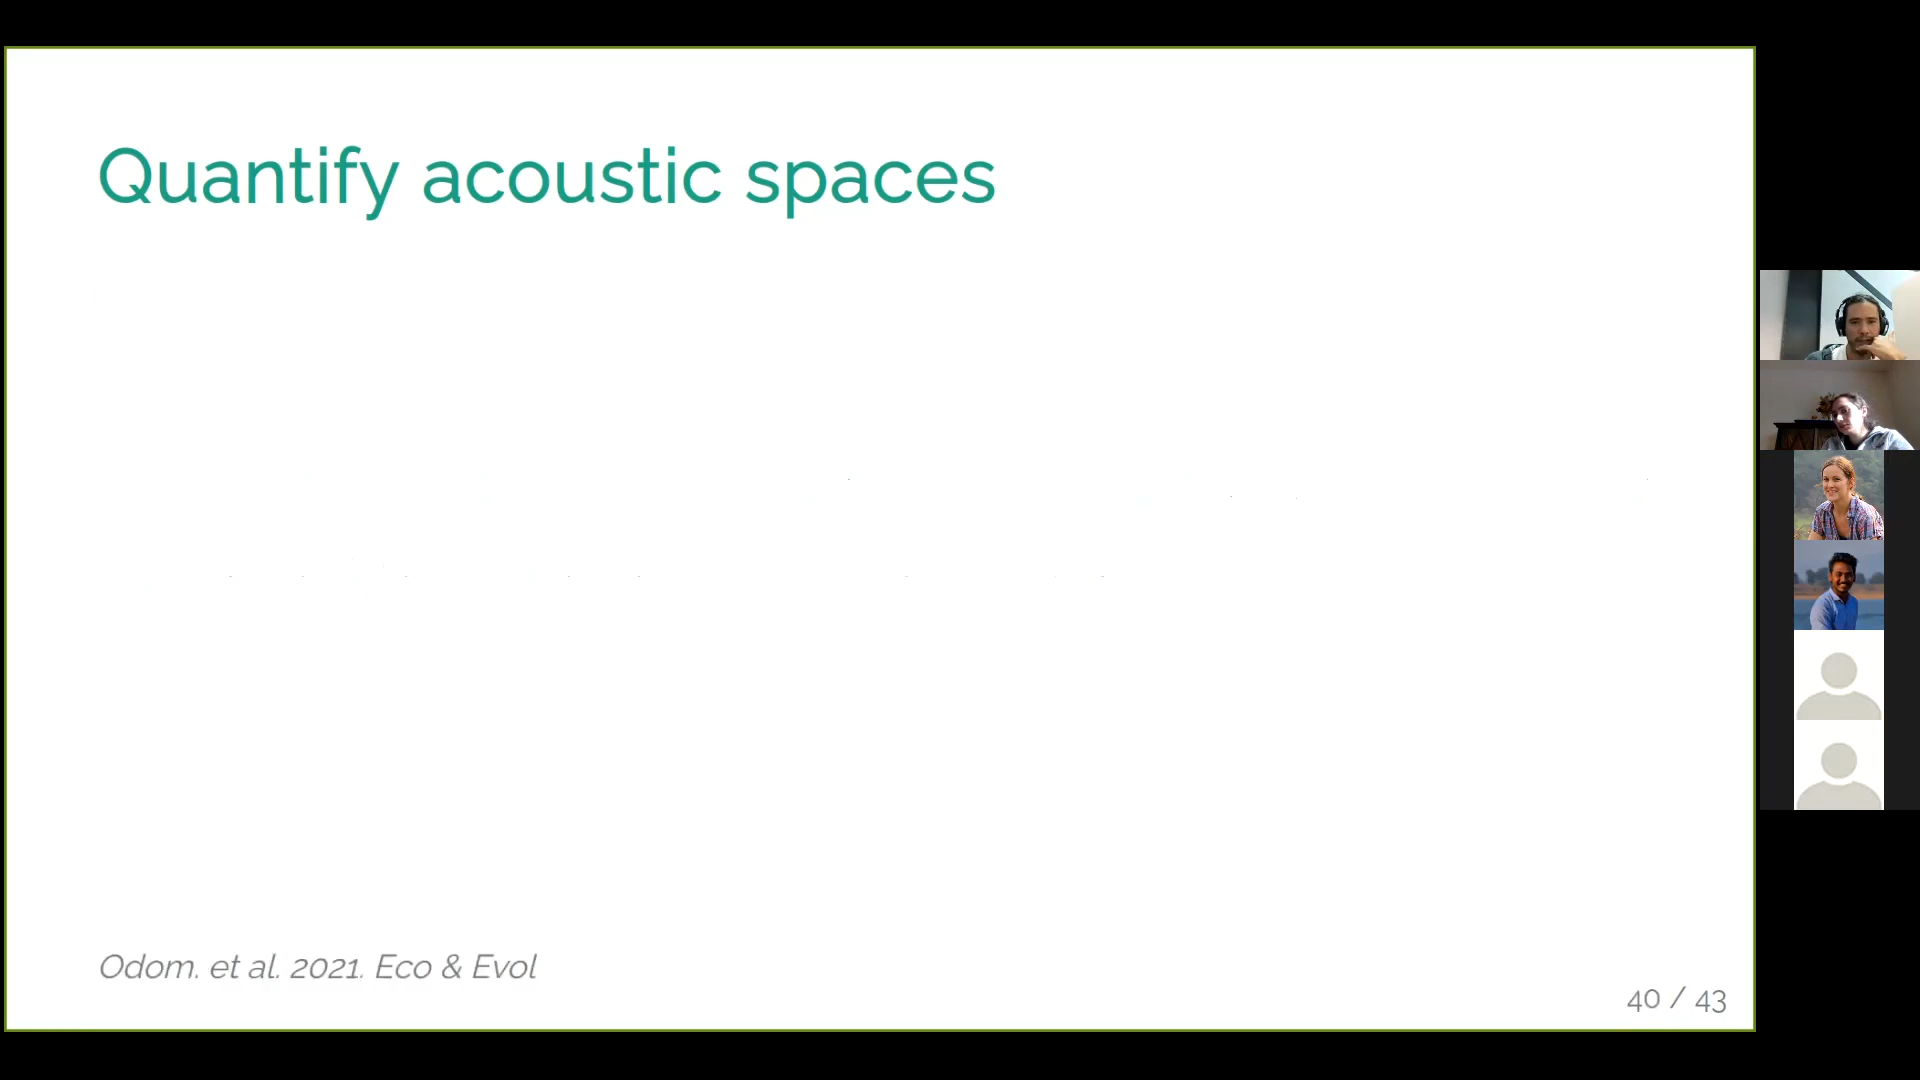 Quantify acoustic spaces
Odom. et al. 2021. Eco & Evol
40 / 43